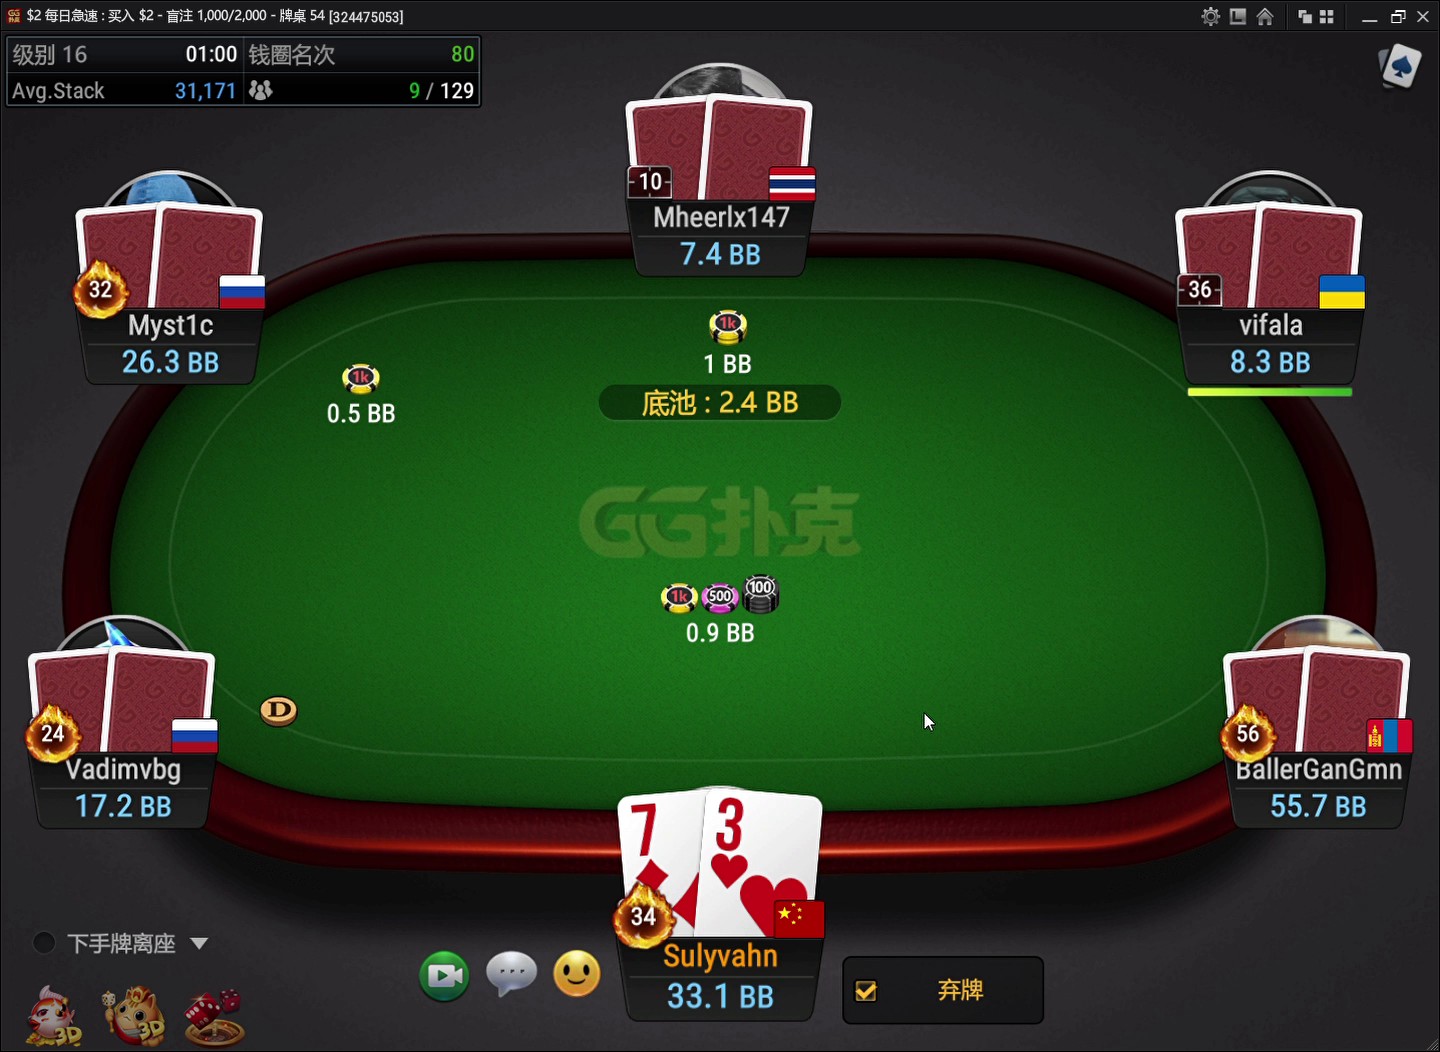 $2 每日急速 : 买入 $2 - 盲注 1,000/2,000 - 牌桌 54 [324475053]
级别 16 01:00 钱圈名次 80
Avg.Stack 31,171 9 / 129
10
Mheerlx147
7.4 BB
32
Myst1c
26.3 BB
36
vifala
8.3 BB
1k
1 BB
1k
0.5 BB
底池 : 2.4 BB
GG扑克
1k 500 100
0.9 BB
D
24
Vadimvbg
17.2 BB
56
BallerGanGmn
55.7 BB
7 3
34
Sulyvahn
33.1 BB
下手牌离座
弃牌
3D
3D